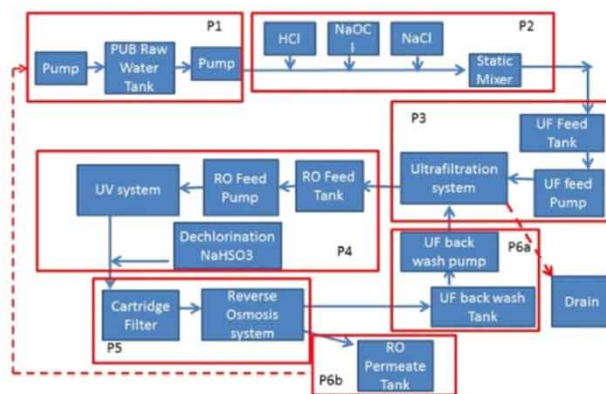 P1
Pump
PUB Raw
Water
Tank
Pump
P2
HCl
NaOC
l
NaCl
Static
Mixer
P3
UF Feed
Tank
UF feed
Pump
Ultrafiltration
system
P4
RO Feed
Tank
RO Feed
Pump
UV system
Dechlorination
NaHSO3
P5
Cartridge
Filter
Reverse
Osmosis
system
P6a
UF back
wash pump
UF back wash
Tank
Drain
P6b
RO
Permeate
Tank